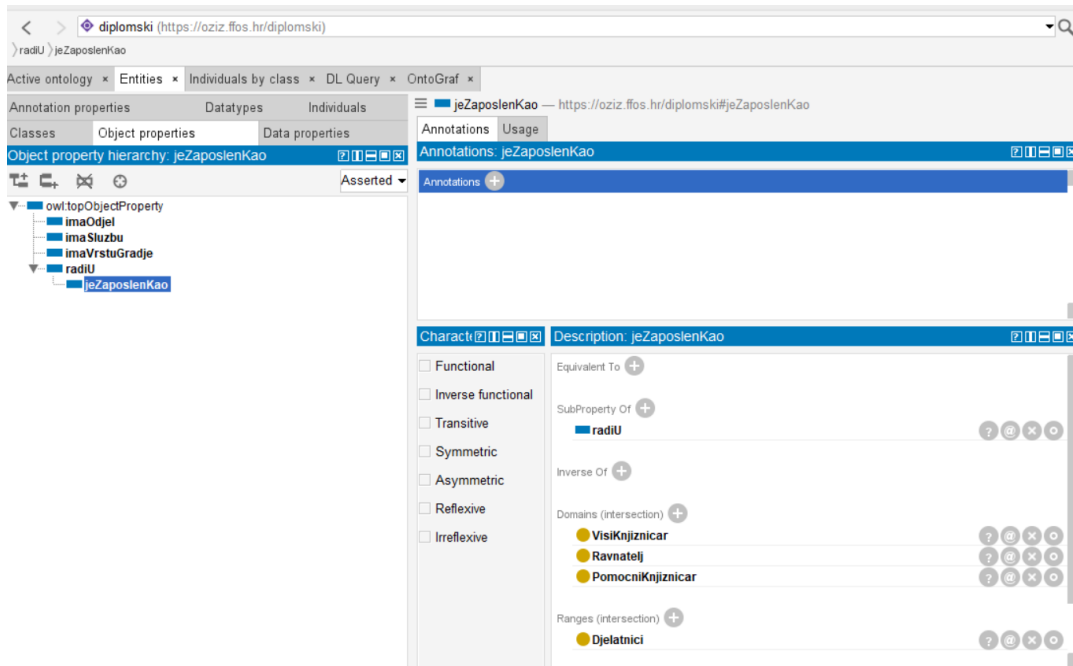 diplomski (https://oziz.ffos.hr/diplomski)
radiU jeZaposlenKao
Active ontology × Entities × Individuals by class × DL Query × OntoGraf ×
Annotation properties Datatypes Individuals
Classes Object properties Data properties
Object property hierarchy: jeZaposlenKao
Asserted
owl:topObjectProperty
imaOdjel
imaSluzbu
imaVrstuGradje
radiU
jeZaposlenKao
jeZaposlenKao — https://oziz.ffos.hr/diplomski#jeZaposlenKao
Annotations Usage
Annotations: jeZaposlenKao
Annotations
Characte
Functional
Inverse functional
Transitive
Symmetric
Asymmetric
Reflexive
Irreflexive
Description: jeZaposlenKao
Equivalent To
SubProperty Of
radiU
Inverse Of
Domains (intersection)
VisiKnjiznicar
Ravnatelj
PomocniKnjiznicar
Ranges (intersection)
Djelatnici